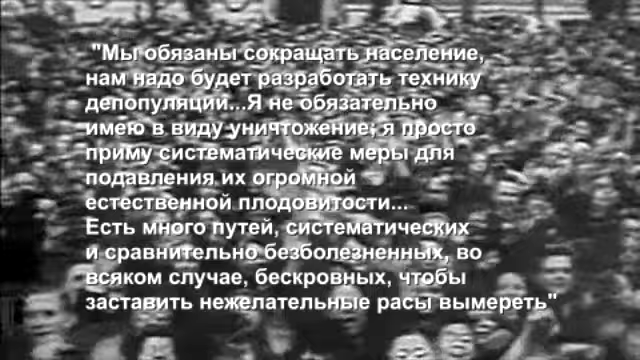 "Мы обязаны сокращать население,
нам надо будет разработать технику
депопуляции...Я не обязательно
имею в виду уничтожение; я просто
приму систематические меры для
подавления их огромной
естественной плодовитости...
Есть много путей, систематических
и сравнительно безболезненных, во
всяком случае, бескровных, чтобы
заставить нежелательные расы вымереть"